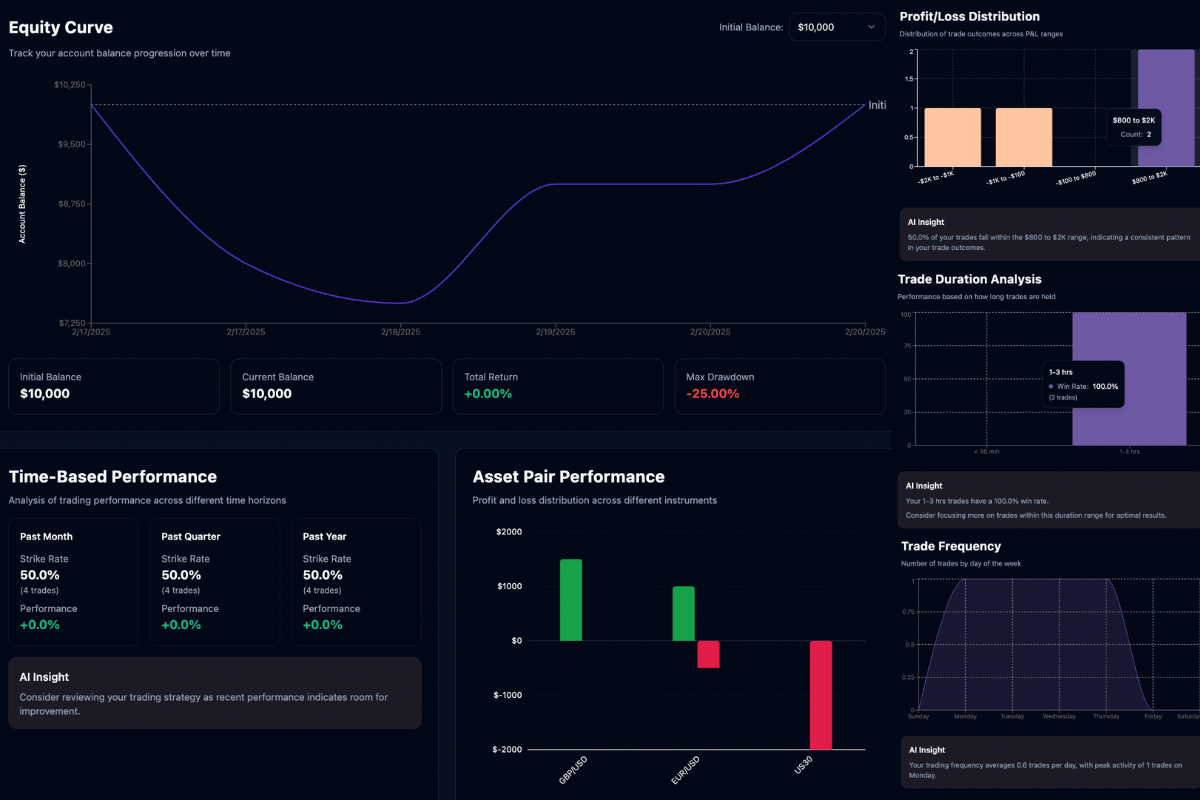 Equity Curve
Initial Balance:
$10,000
Track your account balance progression over time
$10,250
$9,500
$8,750
$8,000
$7,250
Account Balance ($)
Initi
2/17/2025
2/17/2025
2/18/2025
2/19/2025
2/20/2025
2/20/2025
Initial Balance
$10,000
Current Balance
$10,000
Total Return
+0.00%
Max Drawdown
-25.00%
Time-Based Performance
Analysis of trading performance across different time horizons
Past Month
Strike Rate
50.0%
(4 trades)
Performance
+0.0%
Past Quarter
Strike Rate
50.0%
(4 trades)
Performance
+0.0%
Past Year
Strike Rate
50.0%
(4 trades)
Performance
+0.0%
AI Insight
Consider reviewing your trading strategy as recent performance indicates room for
improvement.
Asset Pair Performance
Profit and loss distribution across different instruments
$2000
$1000
$0
$-1000
$-2000
GBP/USD
EUR/USD
US30
Profit/Loss Distribution
Distribution of trade outcomes across P&L ranges
2
1.5
1
0.5
0
$800 to $2K
Count: 2
-$2K to -$1K
-$1K to -$100
-$100 to $800
$800 to $2K
AI Insight
50.0% of your trades fall within the $800 to $2K range, indicating a consistent pattern
in your trade outcomes.
Trade Duration Analysis
Performance based on how long trades are held
100
75
50
25
0
1-3 hrs
Win Rate: 100.0%
(2 trades)
< 30 min
1-3 hrs
AI Insight
Your 1-3 hrs trades have a 100.0% win rate.
Consider focusing more on trades within this duration range for optimal results.
Trade Frequency
Number of trades by day of the week
1
0.75
0.5
0.25
0
Sunday
Monday
Tuesday
Wednesday
Thursday
Friday
Saturda
AI Insight
Your trading frequency averages 0.6 trades per day, with peak activity of 1 trades on
Monday.